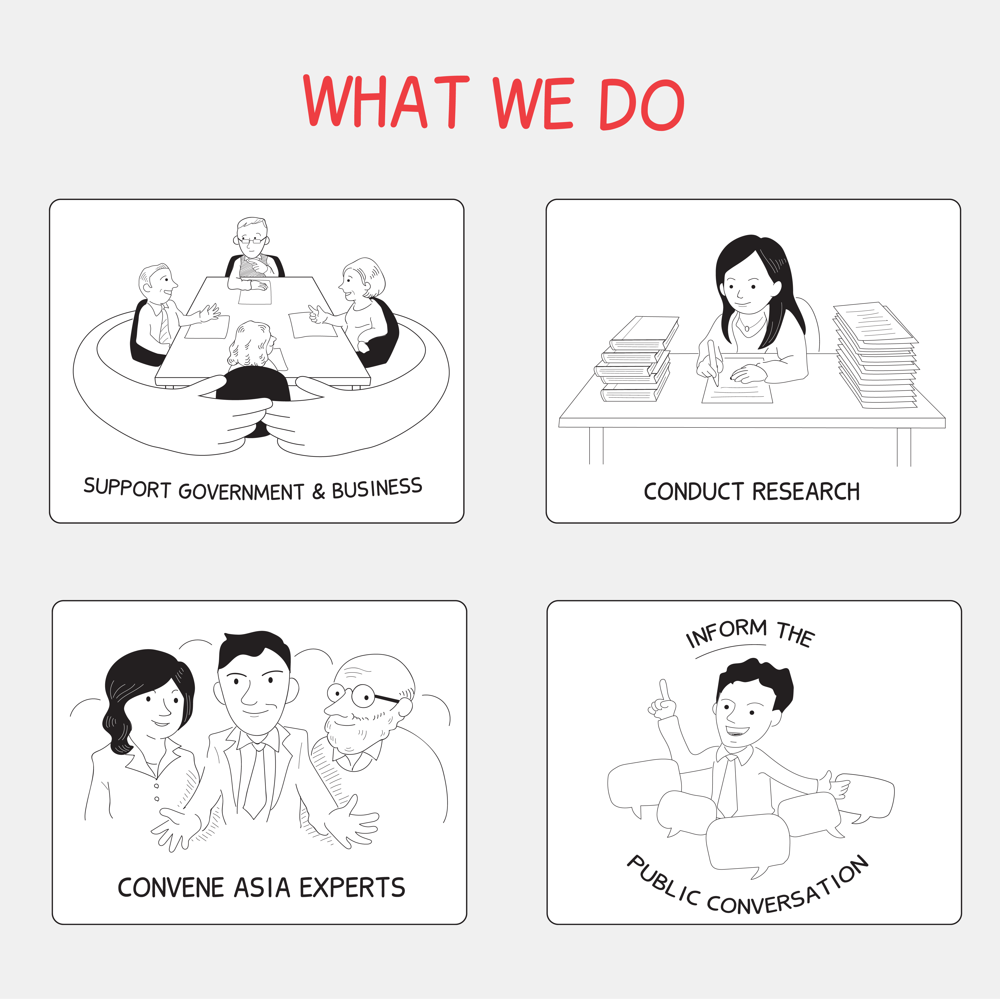 WHAT WE DO
SUPPORT GOVERNMENT & BUSINESS
CONDUCT RESEARCH
CONVENE ASIA EXPERTS
INFORM THE
PUBLIC CONVERSATION